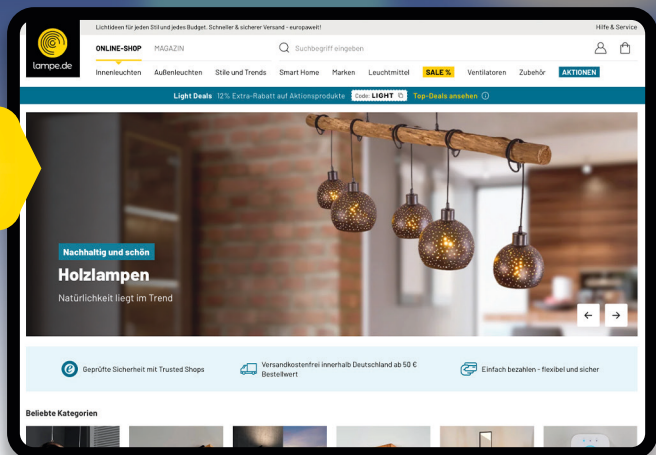 Lichtideen für jeden Stil und jedes Budget. Schneller & sicherer Versand - europaweit!
Hilfe & Service
lampe.de
ONLINE-SHOP
MAGAZIN
Suchbegriff eingeben
Innenleuchten
Außenleuchten
Stile und Trends
Smart Home
Marken
Leuchtmittel
SALE %
Ventilatoren
Zubehör
AKTIONEN
Light Deals 12% Extra-Rabatt auf Aktionsprodukte Code: LIGHT Top-Deals ansehen
Nachhaltig und schön
Holzlampen
Natürlichkeit liegt im Trend
Geprüfte Sicherheit mit Trusted Shops
Versandkostenfrei innerhalb Deutschland ab 50 €
Bestellwert
Einfach bezahlen - flexibel und sicher
Beliebte Kategorien